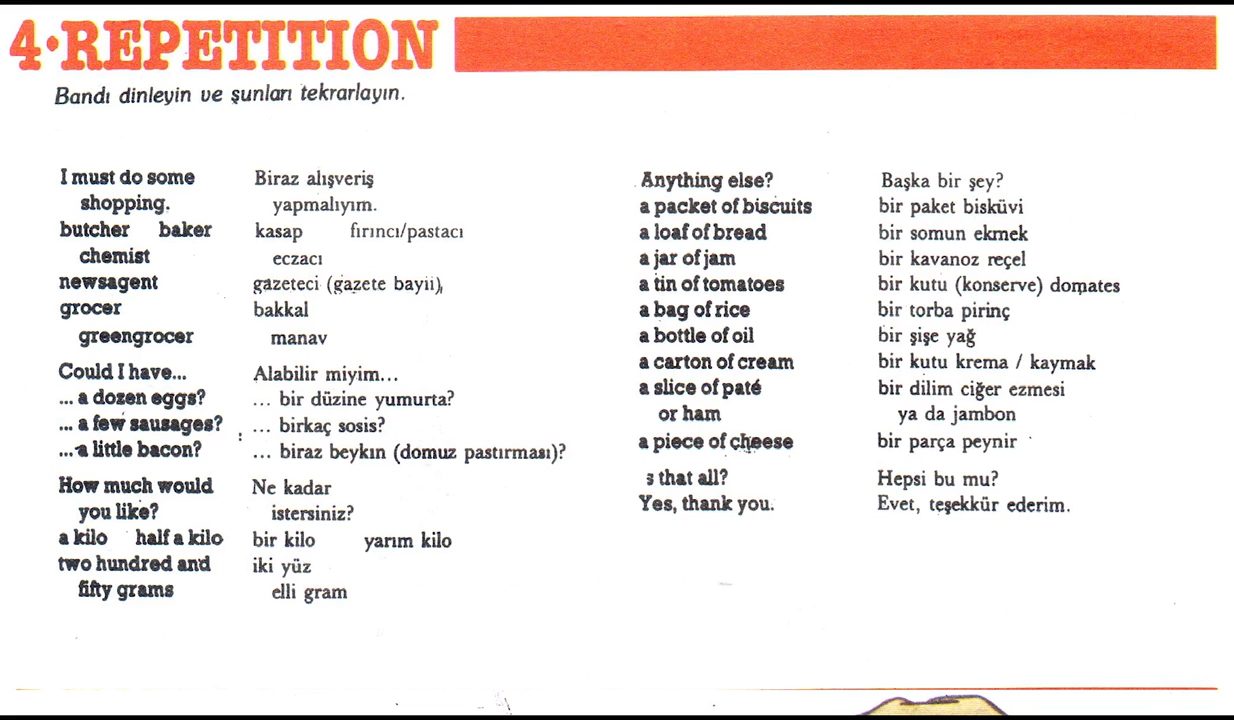 4·REPETITION
Bandı dinleyin ve şunları tekrarlayın.
I must do some Biraz alışveriş
shopping. yapmalıyım.
butcher baker kasap fırıncı/pastacı
chemist eczacı
newsagent gazeteci (gazete bayii),
grocer bakkal
greengrocer manav
Could I have... Alabilir miyim...
... a dozen eggs? ... bir düzine yumurta?
... a few sausages? ... birkaç sosis?
... a little bacon? ... biraz beykın (domuz pastırması)?
How much would Ne kadar
you like? istersiniz?
a kilo half a kilo bir kilo yarım kilo
two hundred and iki yüz
fifty grams elli gram
Anything else? Başka bir şey?
a packet of biscuits bir paket bisküvi
a loaf of bread bir somun ekmek
a jar of jam bir kavanoz reçel
a tin of tomatoes bir kutu (konserve) domates
a bag of rice bir torba pirinç
a bottle of oil bir şişe yağ
a carton of cream bir kutu krema / kaymak
a slice of paté bir dilim ciğer ezmesi
or ham ya da jambon
a piece of cheese bir parça peynir
s that all? Hepsi bu mu?
Yes, thank you. Evet, teşekkür ederim.